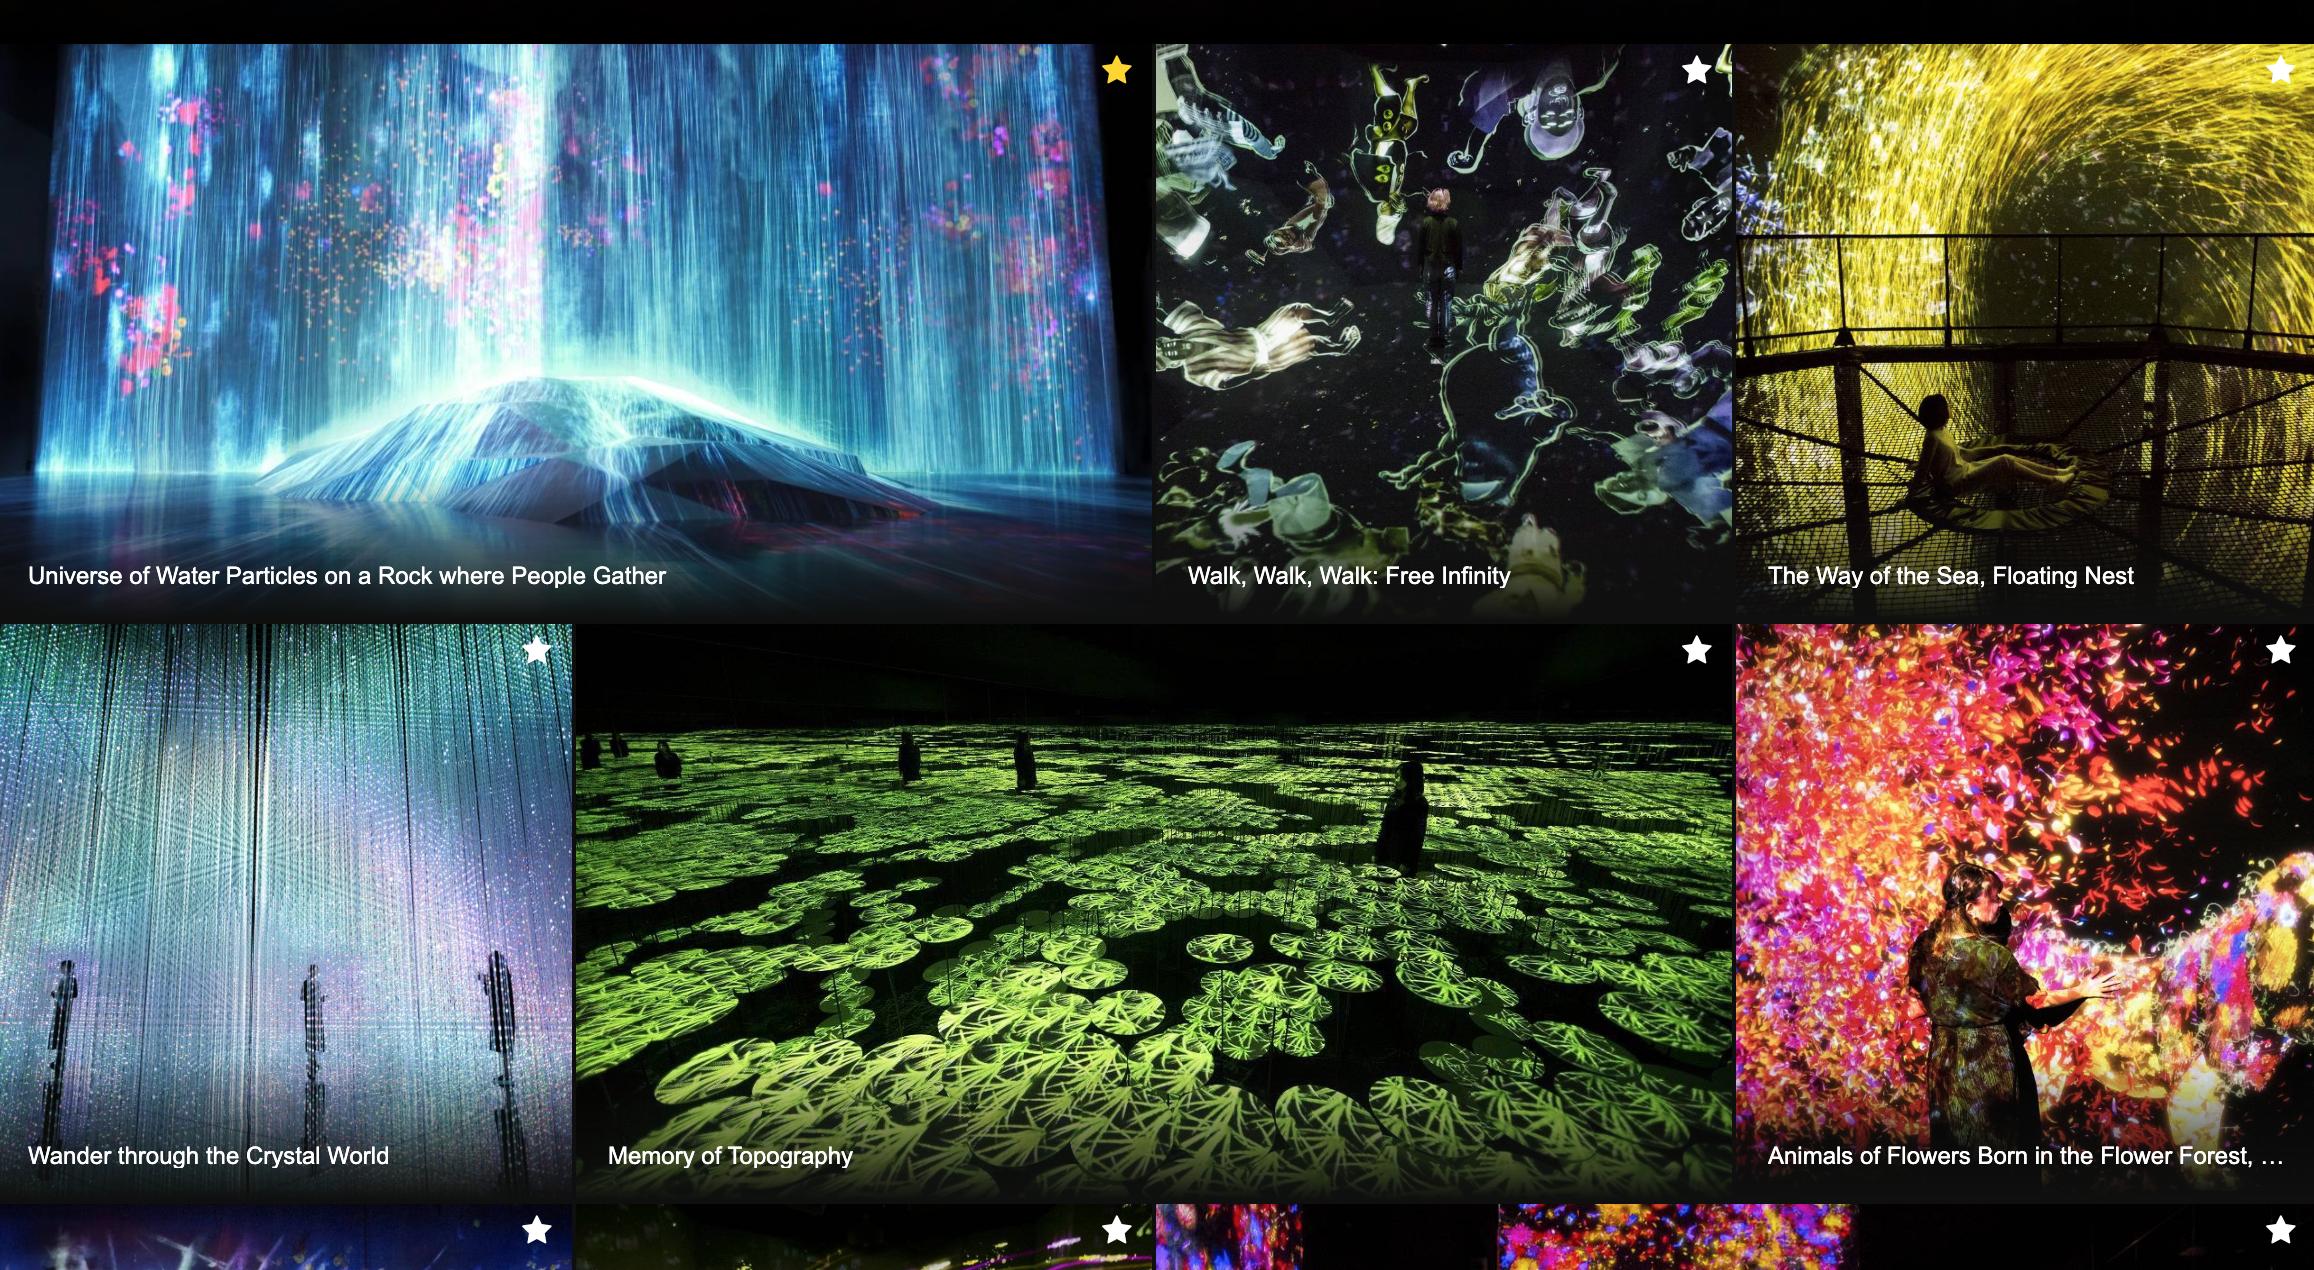 Universe of Water Particles on a Rock where People Gather
Walk, Walk, Walk: Free Infinity
The Way of the Sea, Floating Nest
Wander through the Crystal World
Memory of Topography
Animals of Flowers Born in the Flower Forest, …